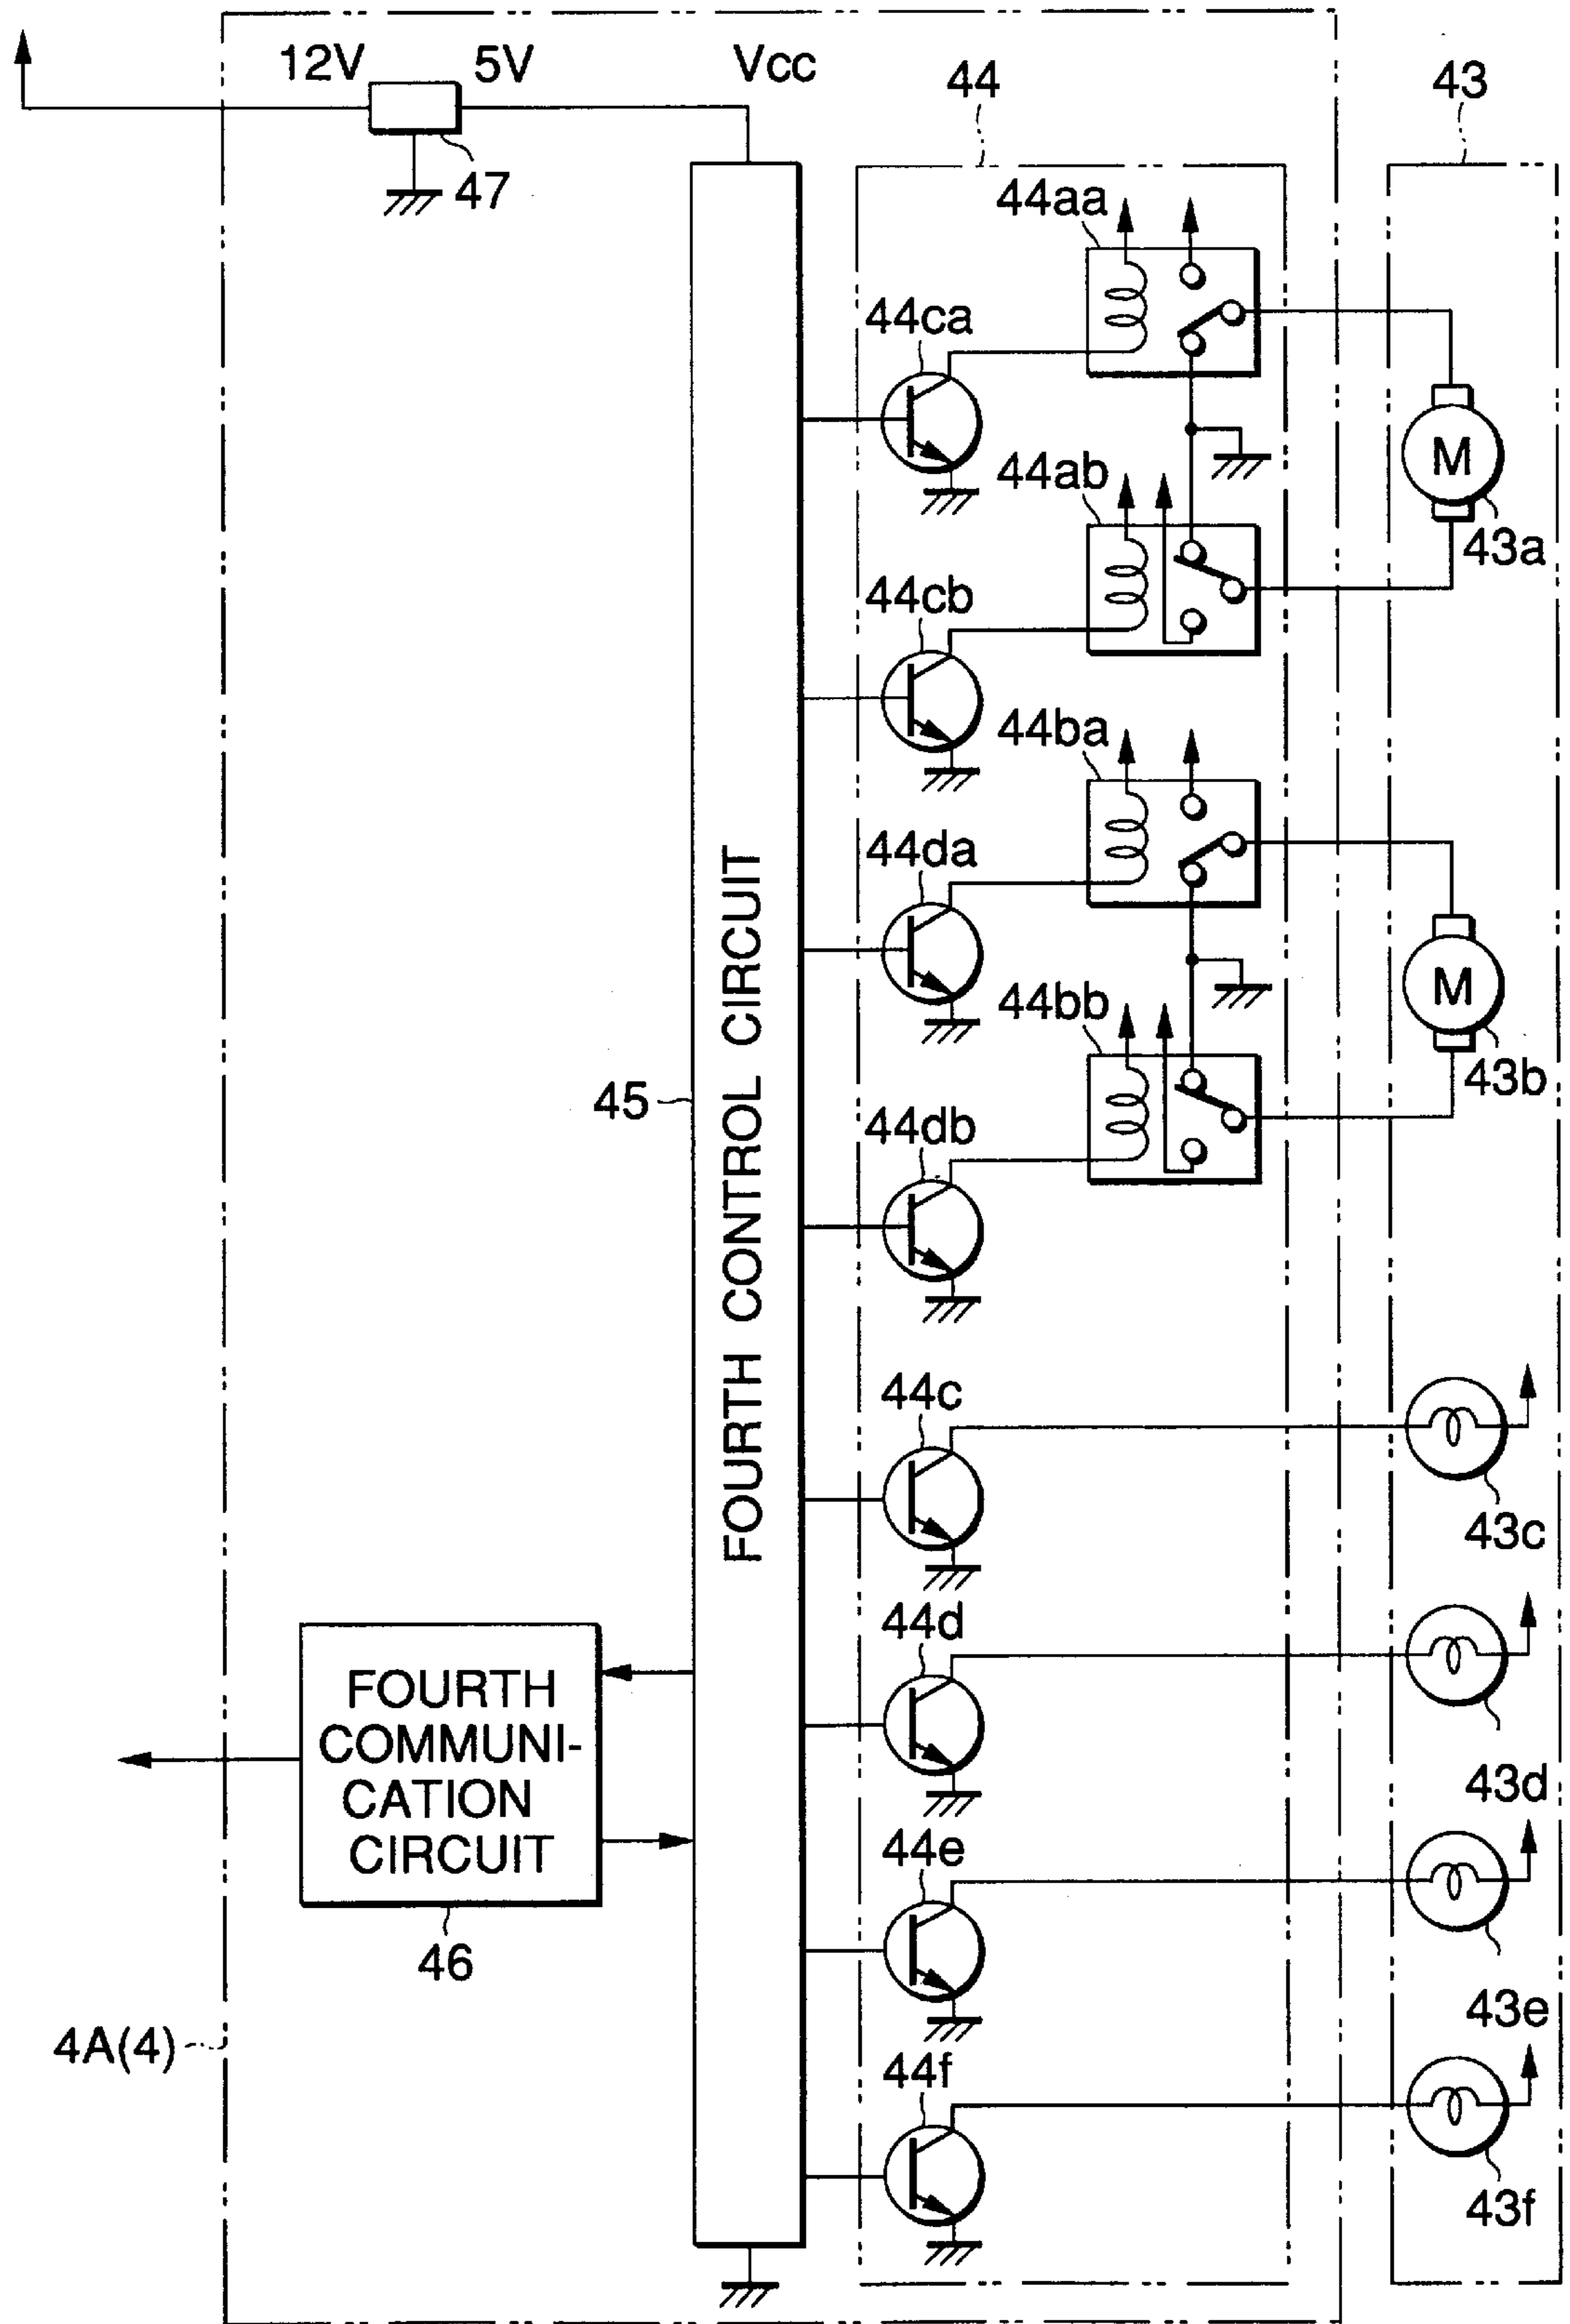 12V
5V
Vcc
44
43
47
44aa
44ca
M
44ab
43a
44cb
44ba
44da
M
44bb
43b
45
FOURTH CONTROL CIRCUIT
44db
44c
43c
44d
FOURTH
COMMUNI-
CATION
CIRCUIT
43d
44e
46
43e
4A(4)
44f
43f